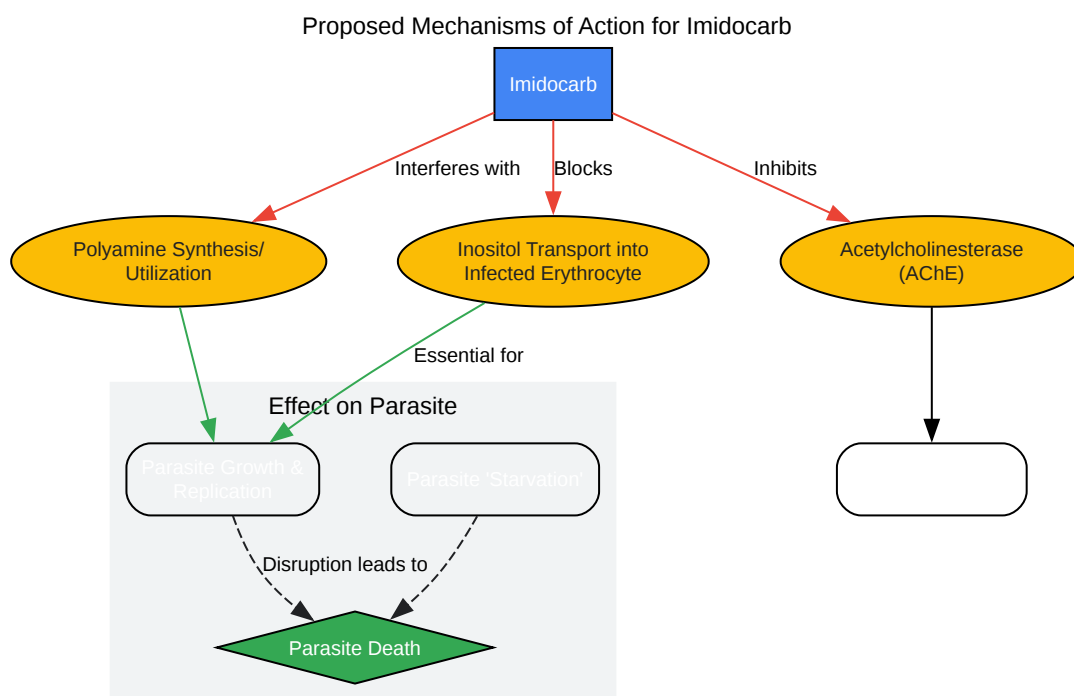 Proposed Mechanisms of Action for Imidocarb
Imidocarb
Interferes with
Blocks
Inhibits
Polyamine Synthesis/
Utilization
Inositol Transport into
Infected Erythrocyte
Acetylcholinesterase
(AChE)
Essential for
Effect on Parasite
Parasite Growth &
Replication
Parasite 'Starvation'
Disruption leads to
Parasite Death